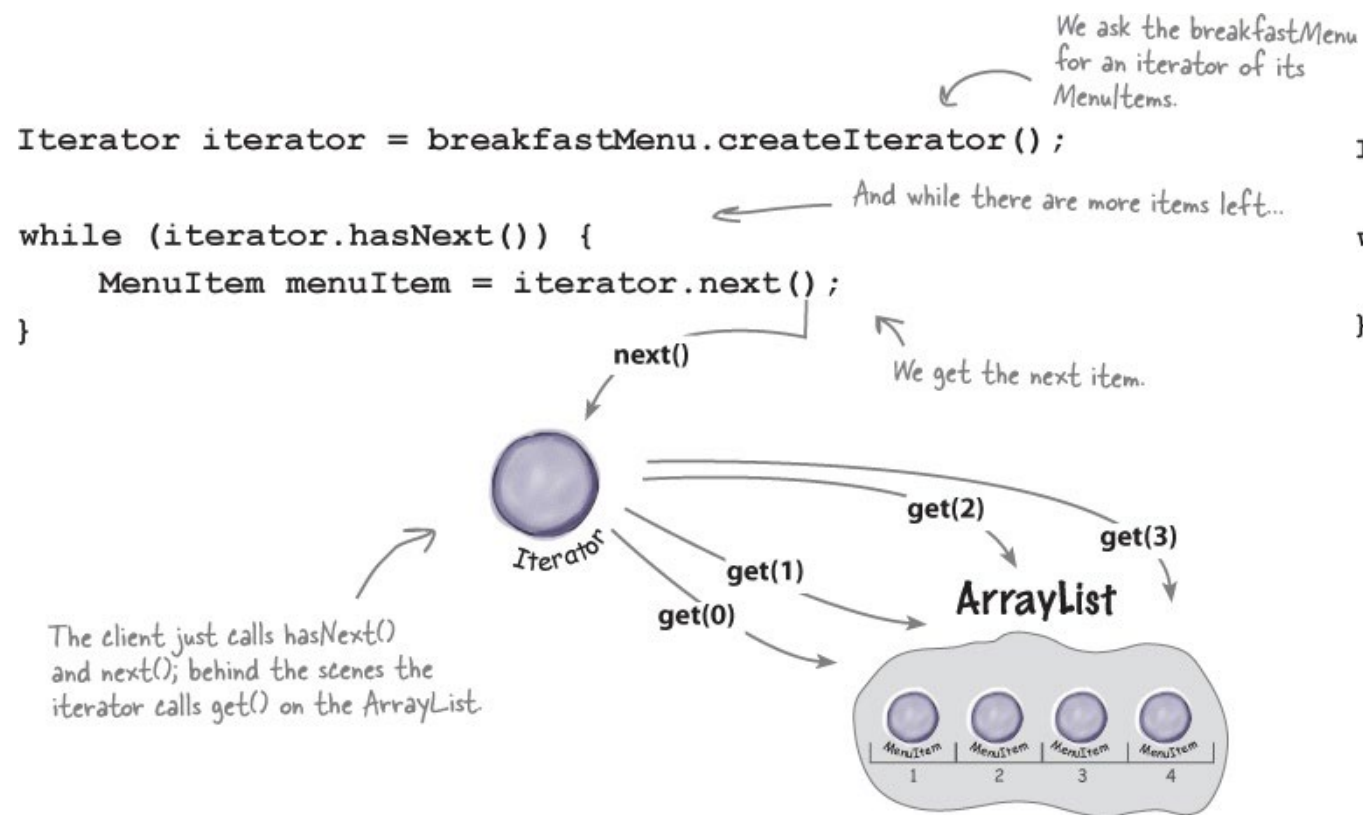 We ask the breakfastMenu
for an iterator of its
MenuItems.
Iterator iterator = breakfastMenu.createIterator();
And while there are more items left...
while (iterator.hasNext()) {
MenuItem menuItem = iterator.next();
}
We get the next item.
next()
Iterator
get(2)
get(3)
get(1)
get(0)
ArrayList
The client just calls hasNext()
and next(); behind the scenes the
iterator calls get() on the ArrayList.
MenuItem MenuItem MenuItem MenuItem
1 2 3 4
}